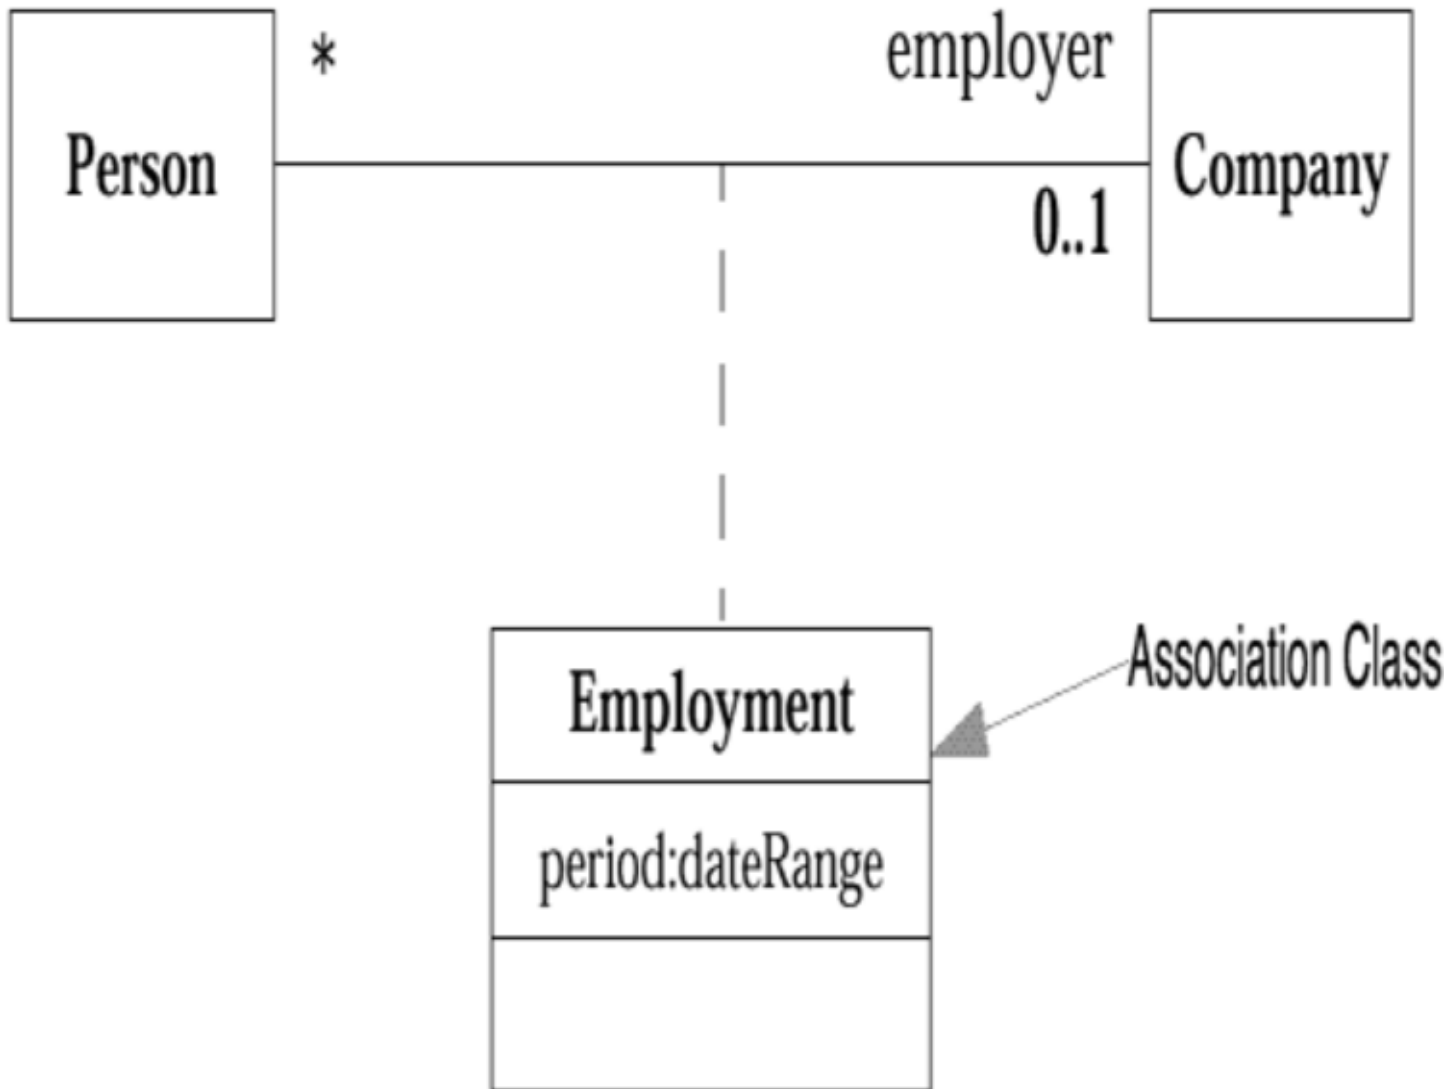 *
employer
Person
Company
0..1
Association Class
Employment
period:dateRange